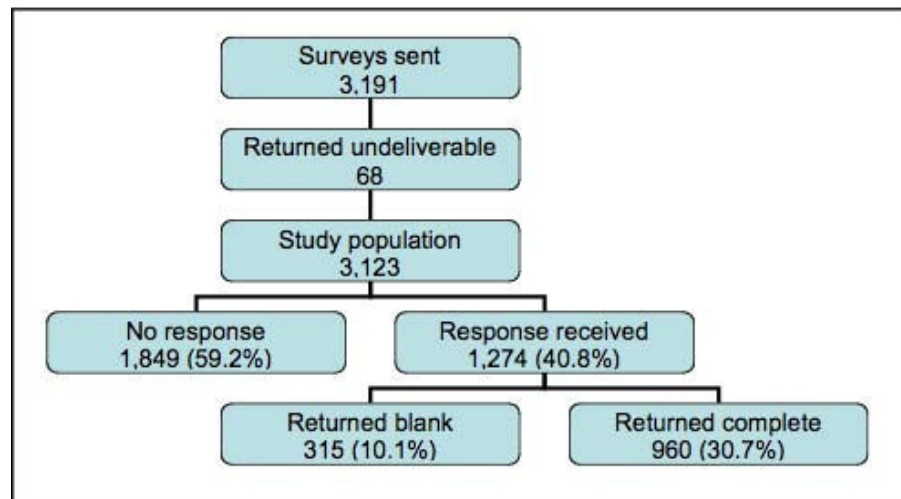 Surveys sent
3,191
Returned undeliverable
68
Study population
3,123
No response
1,849 (59.2%)
Response received
1,274 (40.8%)
Returned blank
315 (10.1%)
Returned complete
960 (30.7%)